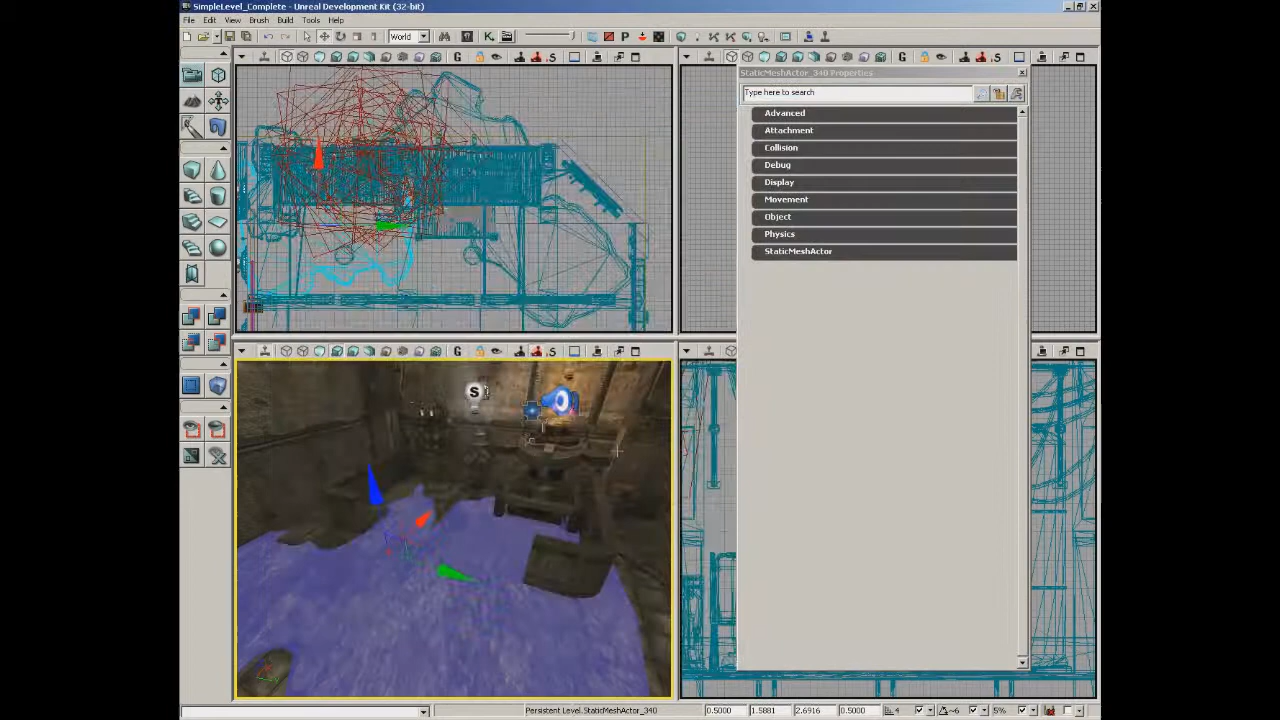 SimpleLevel_Complete - Unreal Development Kit (32-bit)
File Edit View Brush Build Tools Help
World
StaticMeshActor_340 Properties
Type here to search
Advanced
Attachment
Collision
Debug
Display
Movement
Object
Physics
StaticMeshActor
S
Persistent Level.StaticMeshActor_340 0.5000 1.5881 2.6916 0.5000 4 ~6 5%